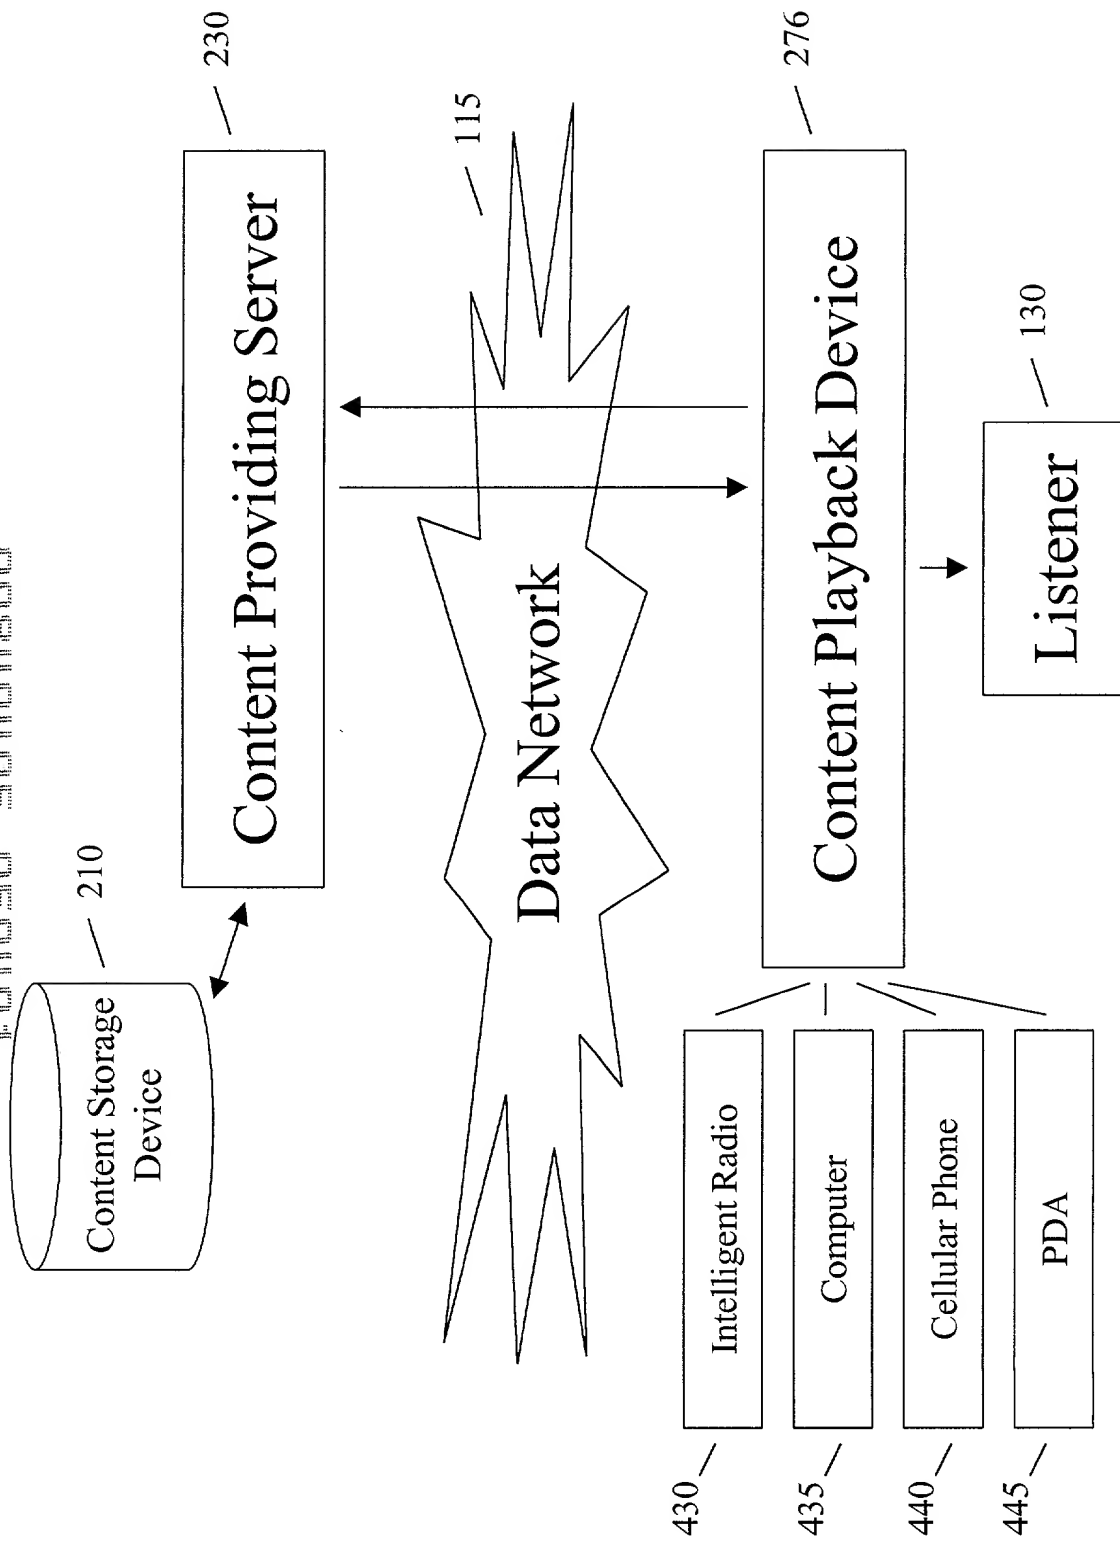 210
Content Storage
Device
Content Providing Server
230
115
Data Network
276
Content Playback Device
430
Intelligent Radio
435
Computer
440
Cellular Phone
445
PDA
130
Listener